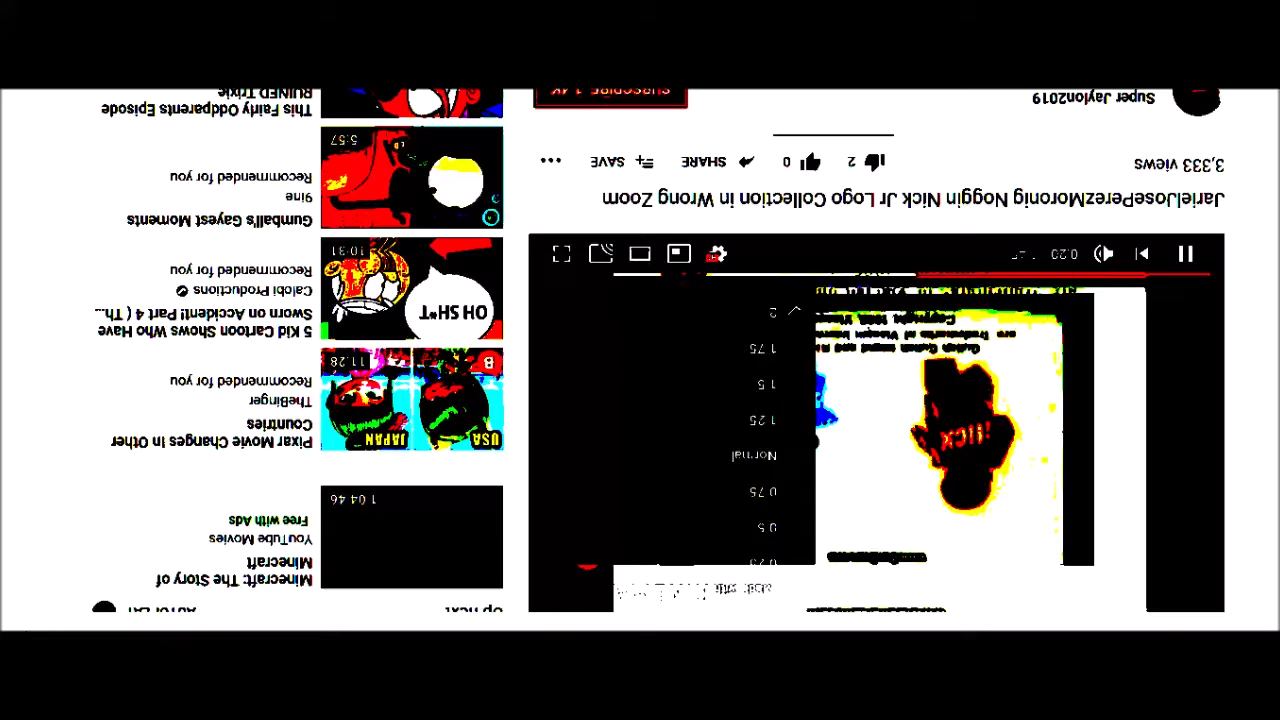 0.5
0.75
Normal
1.25
1.5
1.75
2
nick
0:20
JarielJosePerezMoronig Noggin Nick Jr Logo Collection in Wrong Zoom
3,333 views
2
0
SHARE
SAVE
Super Jaylon2019
SUBSCRIBE 1.4K
Up next
AUTOPLAY
1:04:46
Minecraft: The Story of
Minecraft
YouTube Movies
Free with Ads
USA
JAPAN
11:28
Pixar Movie Changes In Other
Countries
TheBinger
Recommended for you
OH SH*T
10:31
5 Kid Cartoon Shows Who Have
Sworn on Accident! Part 4 ( Th...
Calobi Productions
Recommended for you
5:57
Gumball's Gayest Moments
9ine
Recommended for you
This Fairly Oddparents Episode
RUINED Trixie